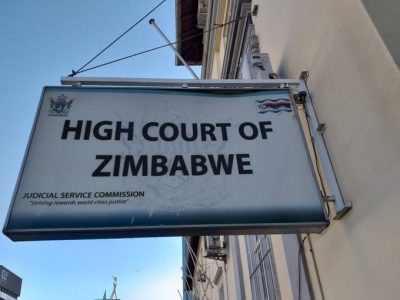 HIGH COURT OF
ZIMBABWE
JUDICIAL SERVICE COMMISSION
"striving towards world class justice"